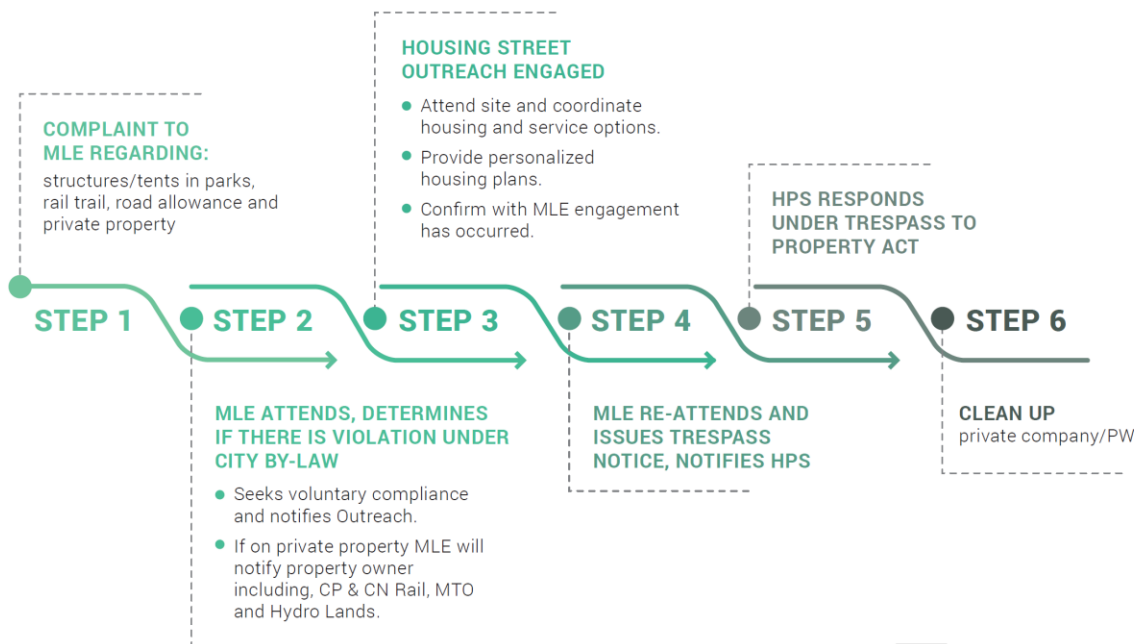 COMPLAINT TO
MLE REGARDING:
structures/tents in parks,
rail trail, road allowance and
private property
STEP 1
STEP 2
MLE ATTENDS, DETERMINES
IF THERE IS VIOLATION UNDER
CITY BY-LAW
Seeks voluntary compliance
and notifies Outreach.
If on private property MLE will
notify property owner
including, CP & CN Rail, MTO
and Hydro Lands.
HOUSING STREET
OUTREACH ENGAGED
Attend site and coordinate
housing and service options.
Provide personalized
housing plans.
Confirm with MLE engagement
has occurred.
STEP 3
STEP 4
MLE RE-ATTENDS AND
ISSUES TRESPASS
NOTICE, NOTIFIES HPS
HPS RESPONDS
UNDER TRESPASS TO
PROPERTY ACT
STEP 5
STEP 6
CLEAN UP
private company/PW